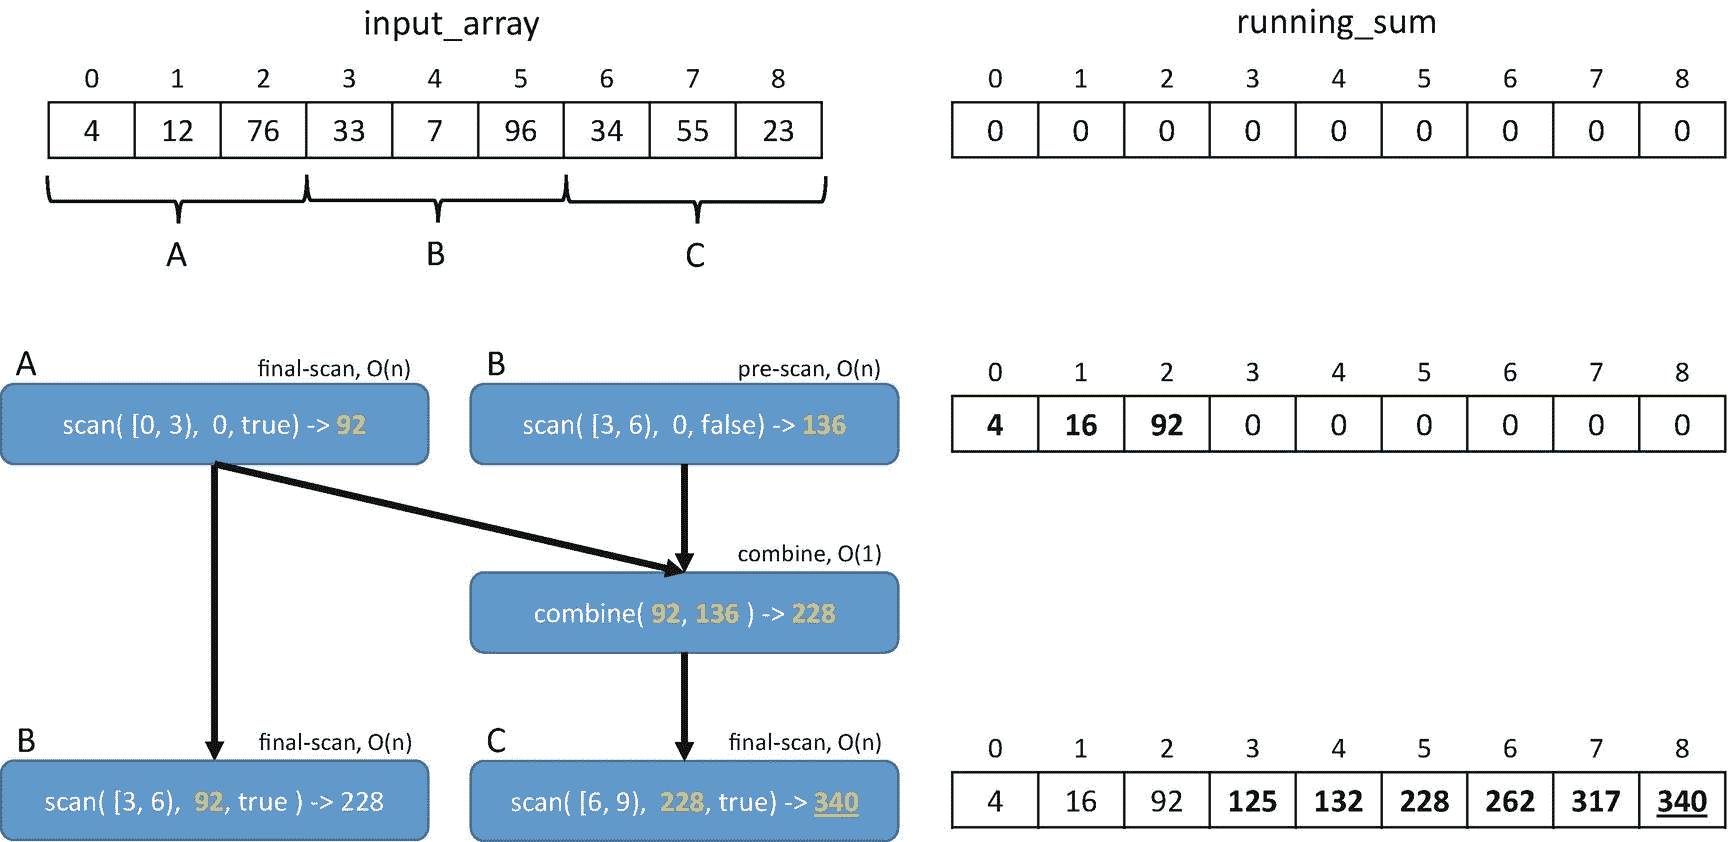 input_array
running_sum
0 1 2 3 4 5 6 7 8
0 1 2 3 4 5 6 7 8
4 12 76 33 7 96 34 55 23
0 0 0 0 0 0 0 0 0
A B C
A final-scan, O(n)
B pre-scan, O(n)
0 1 2 3 4 5 6 7 8
scan( [0, 3), 0, true) -> 92
scan( [3, 6), 0, false) -> 136
4 16 92 0 0 0 0 0 0
combine, O(1)
combine( 92, 136 ) -> 228
B final-scan, O(n)
C final-scan, O(n)
0 1 2 3 4 5 6 7 8
scan( [3, 6), 92, true ) -> 228
scan( [6, 9), 228, true) -> 340
4 16 92 125 132 228 262 317 340